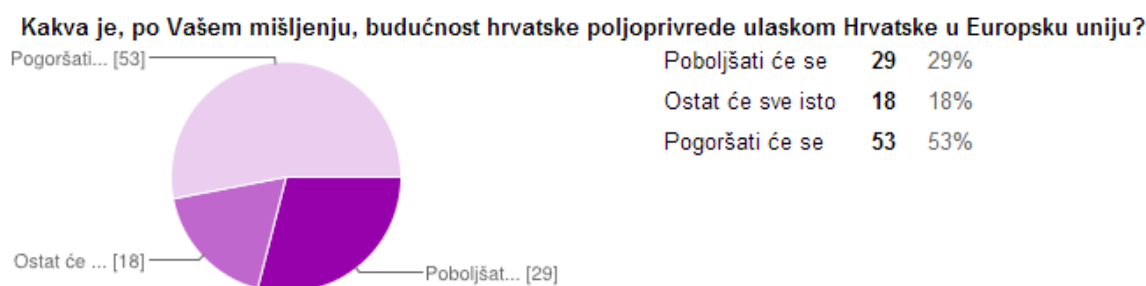 Kakva je, po Vašem mišljenju, budućnost hrvatske poljoprivrede ulaskom Hrvatske u Europsku uniju?
Pogoršati... [53]
Ostat će ... [18]
Poboljšat... [29]
Poboljšati će se 29 29%
Ostat će sve isto 18 18%
Pogoršati će se 53 53%